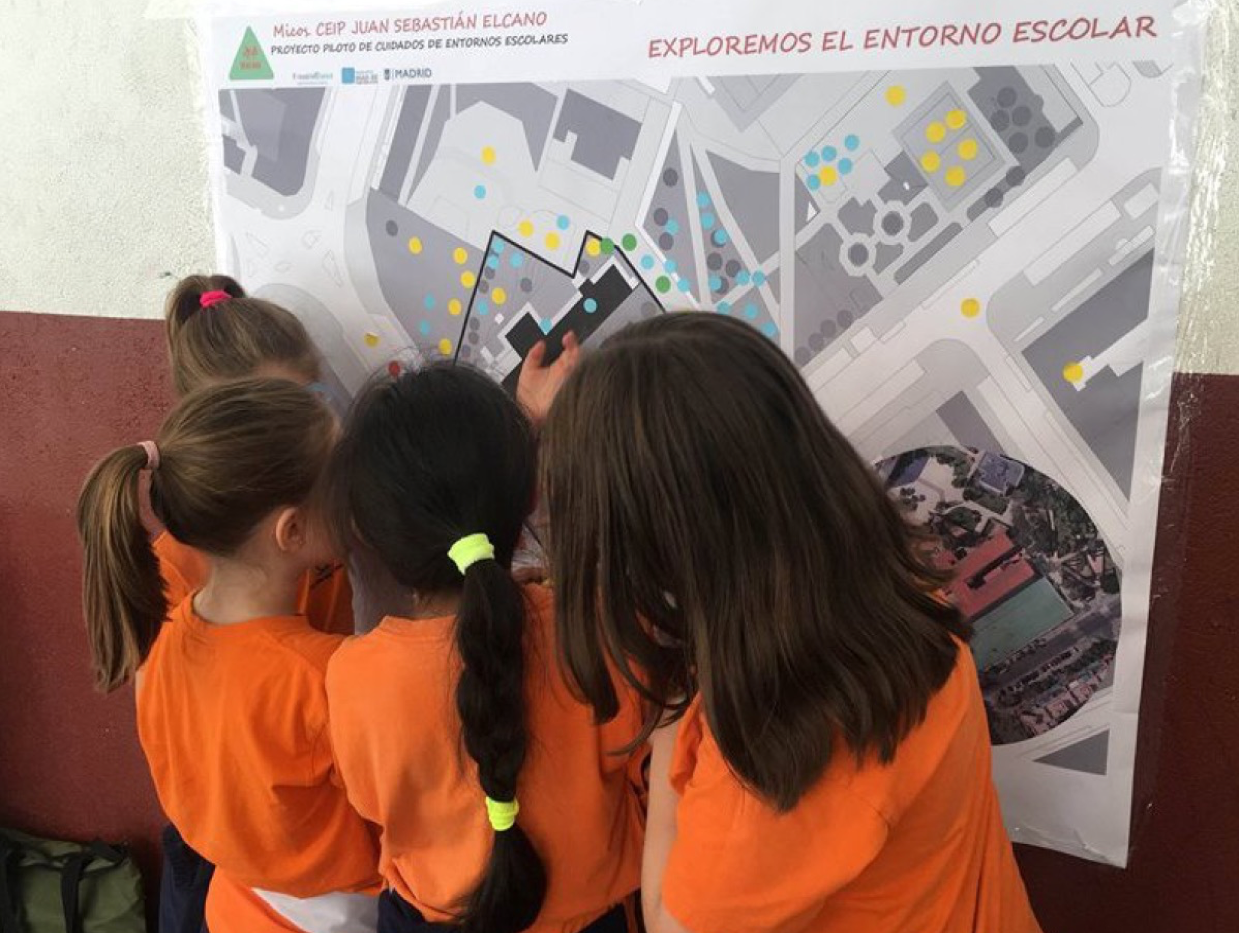 Micos CEIP JUAN SEBASTIÁN ELCANO
PROYECTO PILOTO DE CUIDADOS DE ENTORNOS ESCOLARES
MADRID
EXPLOREMOS EL ENTORNO ESCOLAR